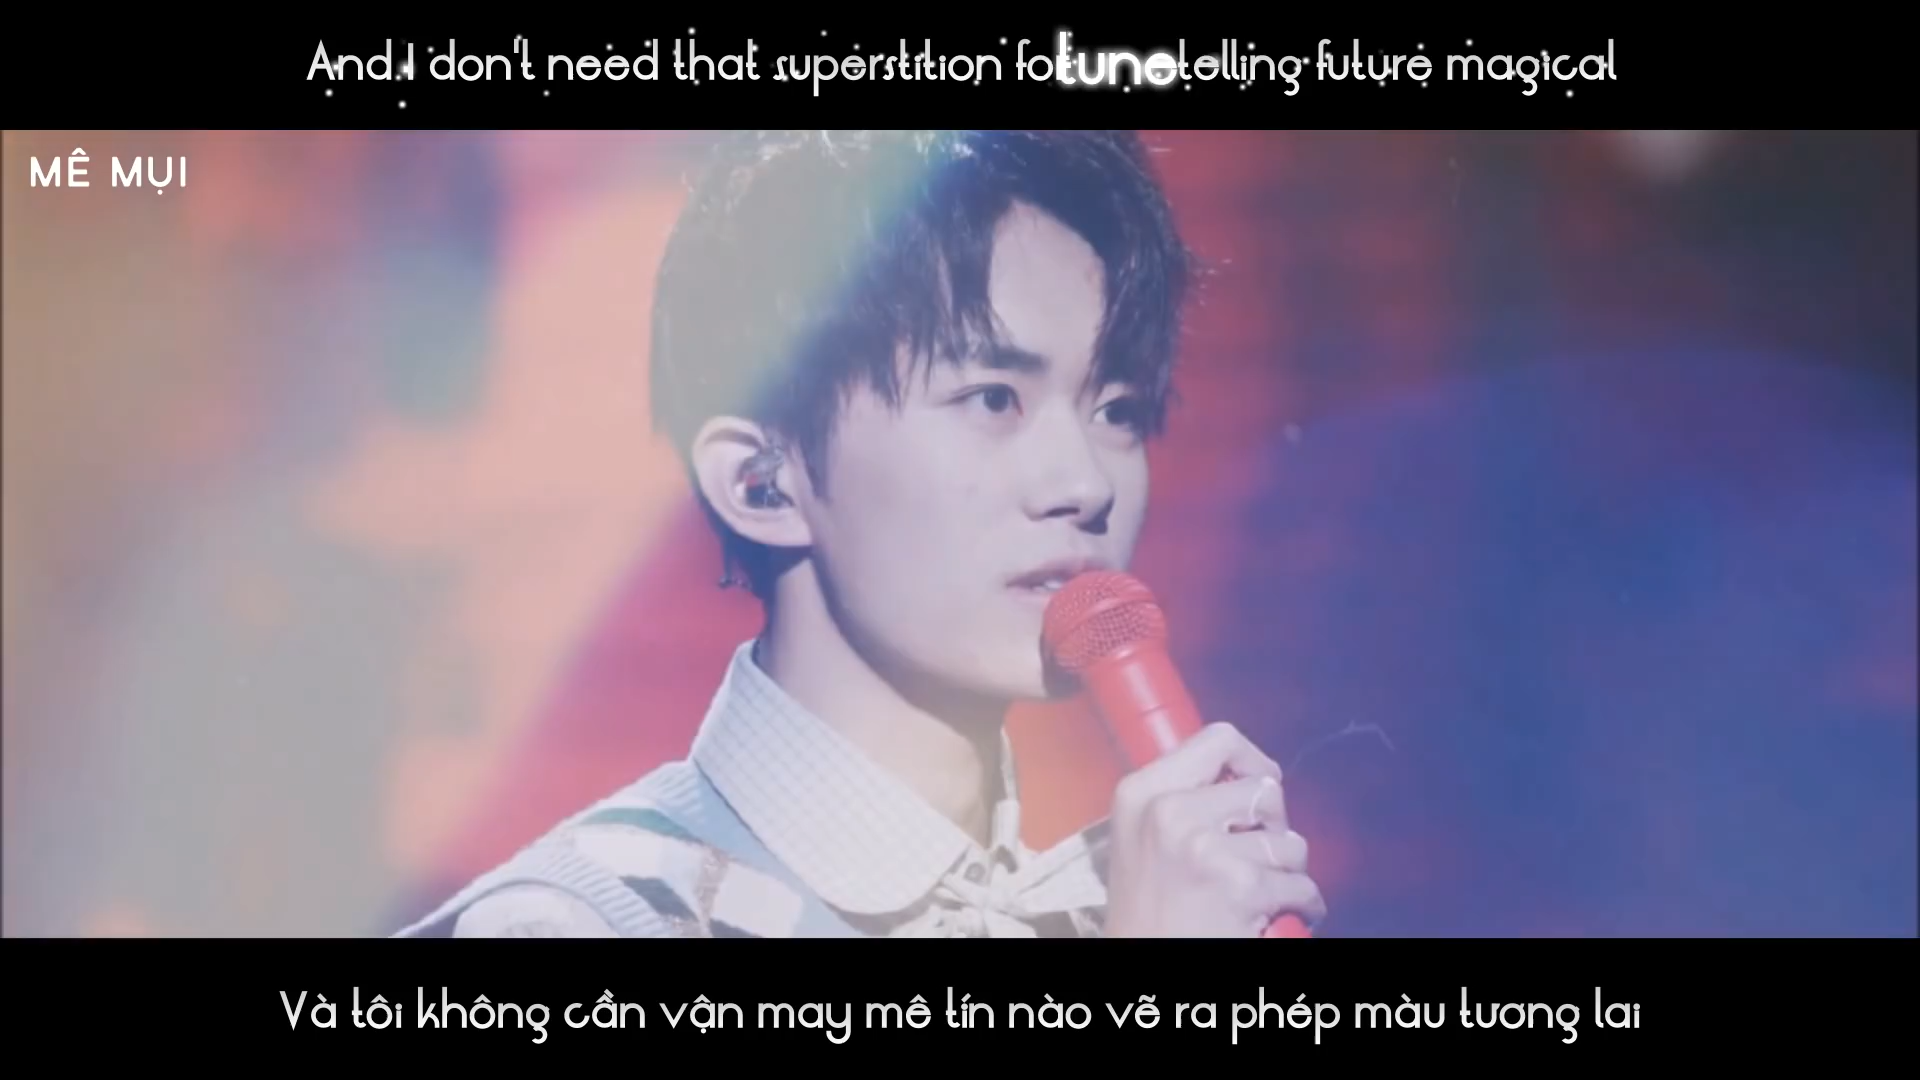 And I don't need that superstition fortunetelling future magical
MÊ MỤI
Và tôi không cần vận may mê tín nào vẽ ra phép màu tương lai